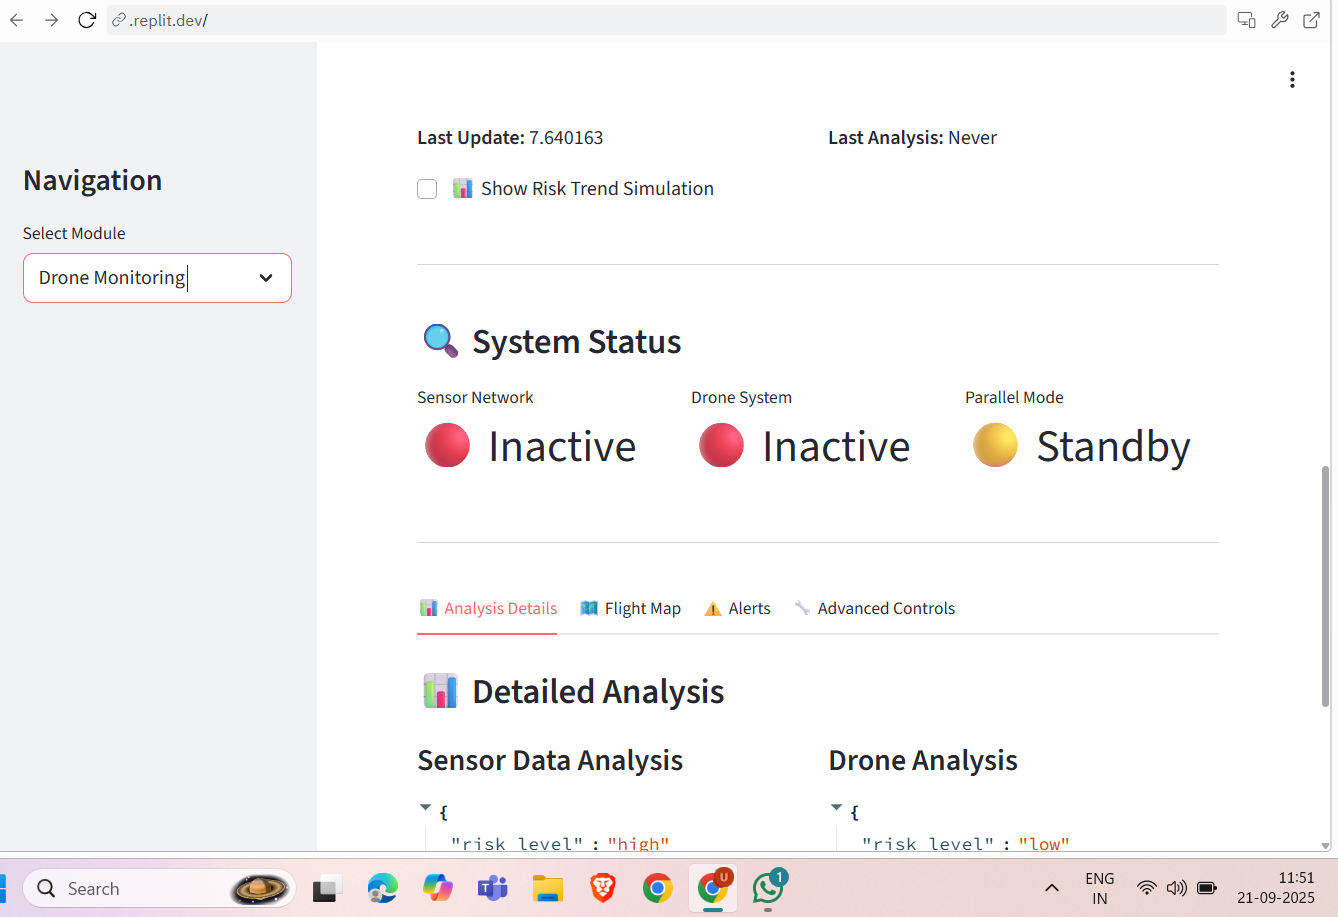 .replit.dev/
Navigation
Select Module
Drone Monitoring
Last Update: 7.640163
Last Analysis: Never
Show Risk Trend Simulation
System Status
Sensor Network
Inactive
Drone System
Inactive
Parallel Mode
Standby
Analysis Details
Flight Map
Alerts
Advanced Controls
Detailed Analysis
Sensor Data Analysis
{
"risk_level" : "high"
Drone Analysis
{
"risk_level" : "low"
Search
U
1
ENG
IN
11:51
21-09-2025